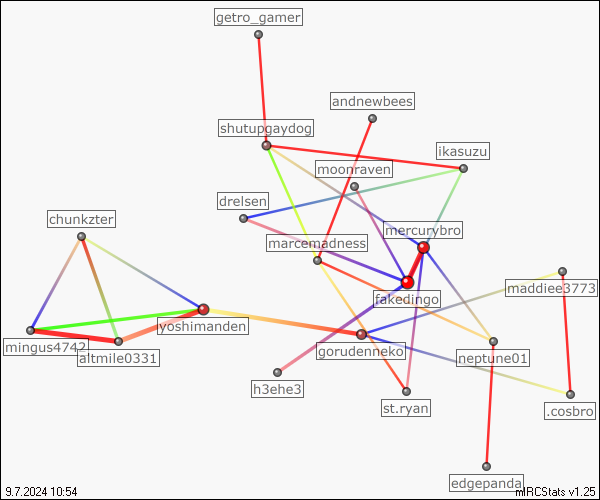 getro_gamer
andnewbees
shutupgaydog
ikasuzu
moonraven
drelsen
chunkzter
mercurybro
marcemadness
maddiee3773
fakedingo
yoshimanden
mingus4742
altmile0331
gorudenneko
neptune01
h3ehe3
st.ryan
.cosbro
edgepanda
9.7.2024 10:54
mIRCStats v1.25